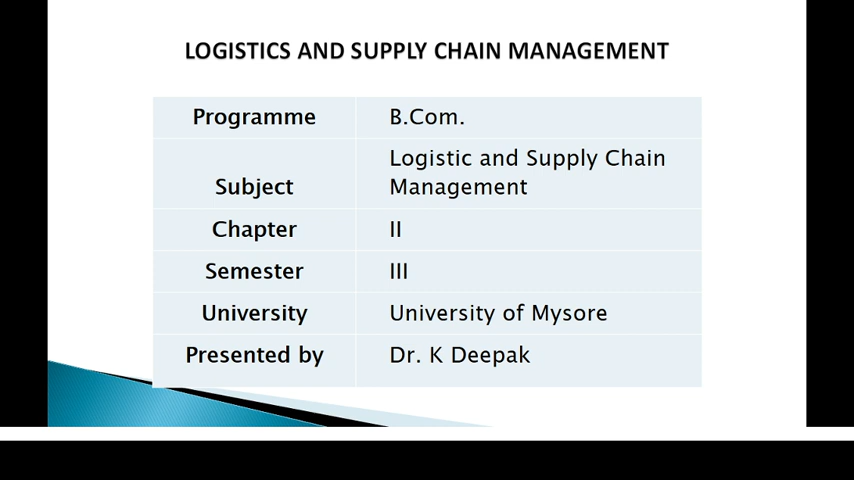 LOGISTICS AND SUPPLY CHAIN MANAGEMENT
Programme B.Com.
Logistic and Supply Chain
Subject Management
Chapter II
Semester III
University University of Mysore
Presented by Dr. K Deepak